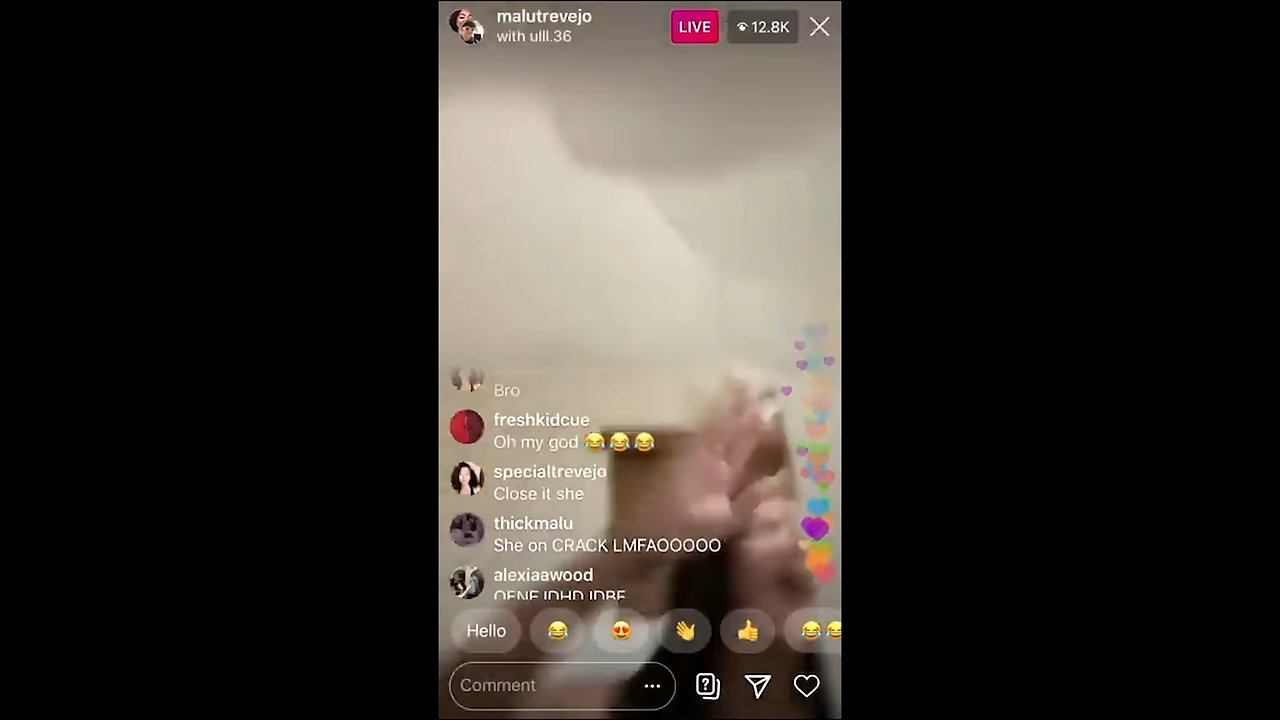 malutrevejo
with ulll.36
LIVE
12.8K
Bro
freshkidcue
Oh my god 😂😂😂
specialtrevejo
Close it she
thickmalu
She on CRACK LMFAOOOOO
alexiaawood
Hello
Comment